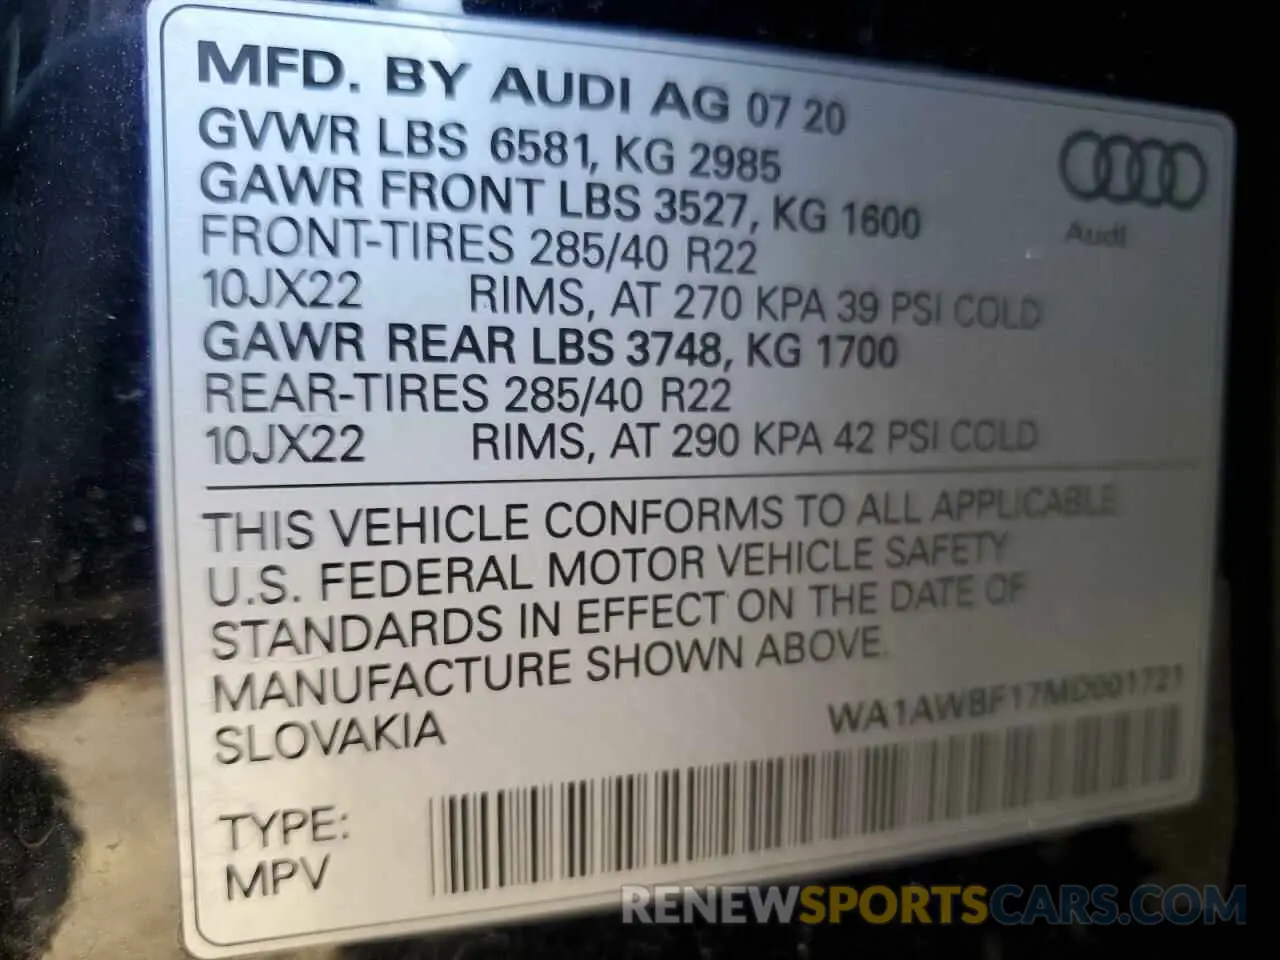 MFD. BY AUDI AG 07 20
GVWR LBS 6581, KG 2985
GAWR FRONT LBS 3527, KG 1600
FRONT-TIRES 285/40 R22
10JX22 RIMS, AT 270 KPA 39 PSI COLD
GAWR REAR LBS 3748, KG 1700
REAR-TIRES 285/40 R22
10JX22 RIMS, AT 290 KPA 42 PSI COLD
Audi
THIS VEHICLE CONFORMS TO ALL APPLICABLE
U.S. FEDERAL MOTOR VEHICLE SAFETY
STANDARDS IN EFFECT ON THE DATE OF
MANUFACTURE SHOWN ABOVE.
SLOVAKIA
WA1AWBF17MD001721
TYPE:
MPV
RENEWSPORTSCARS.COM